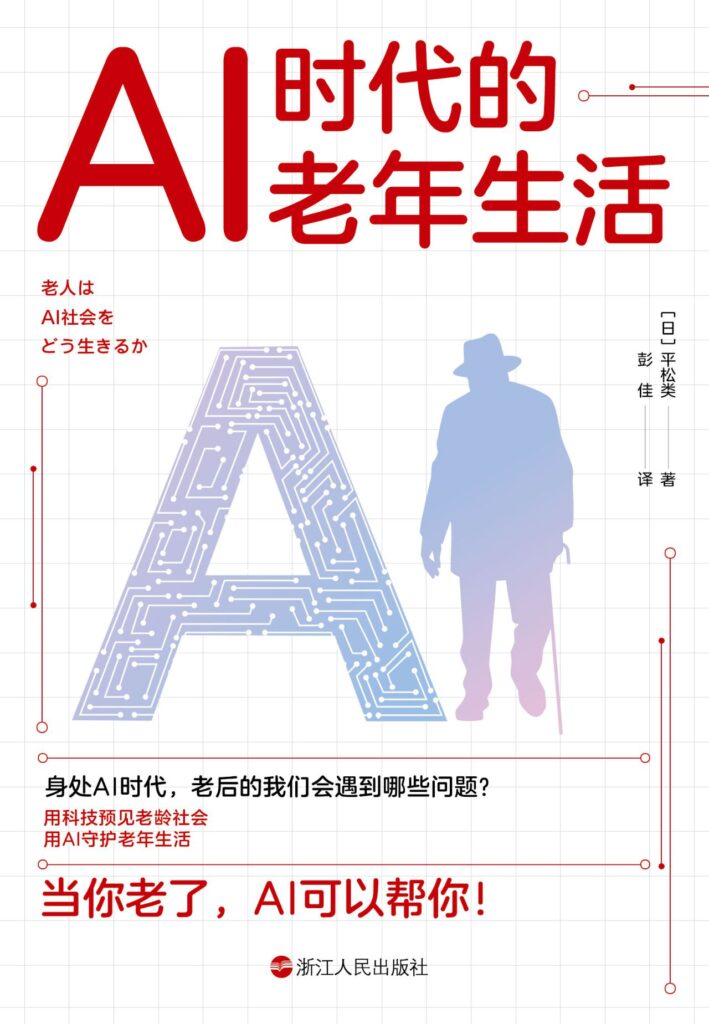 AI时代的
老年生活
老人は
AI社会を
どう生きるか
[日]平松类 著
彭佳 译
身处AI时代，老后的我们会遇到哪些问题？
用科技预见老龄社会
用AI守护老年生活
当你老了，AI可以帮你！
浙江人民出版社